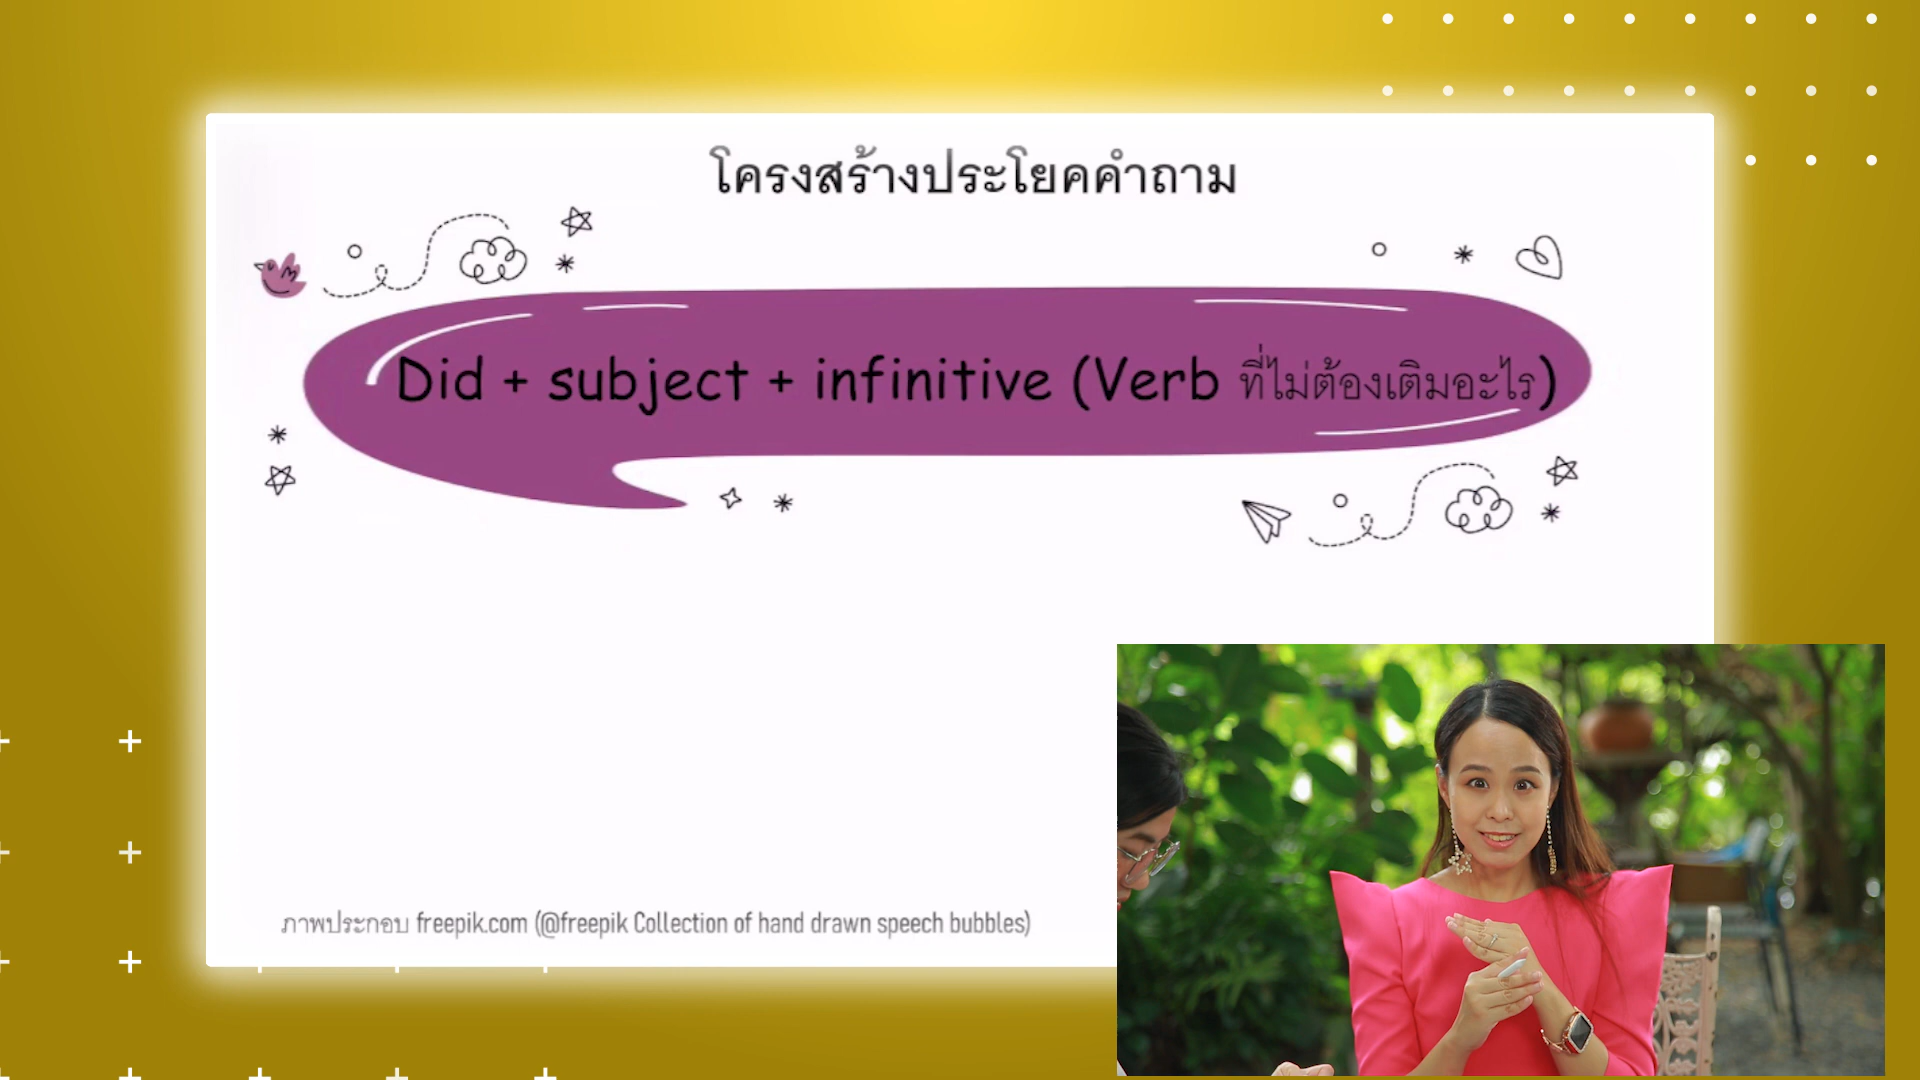 โครงสร้างประโยคคำถาม
Did + subject + infinitive (Verb ที่ไม่ต้องเติมอะไร)
ภาพประกอบ freepik.com (@freepik Collection of hand drawn speech bubbles)